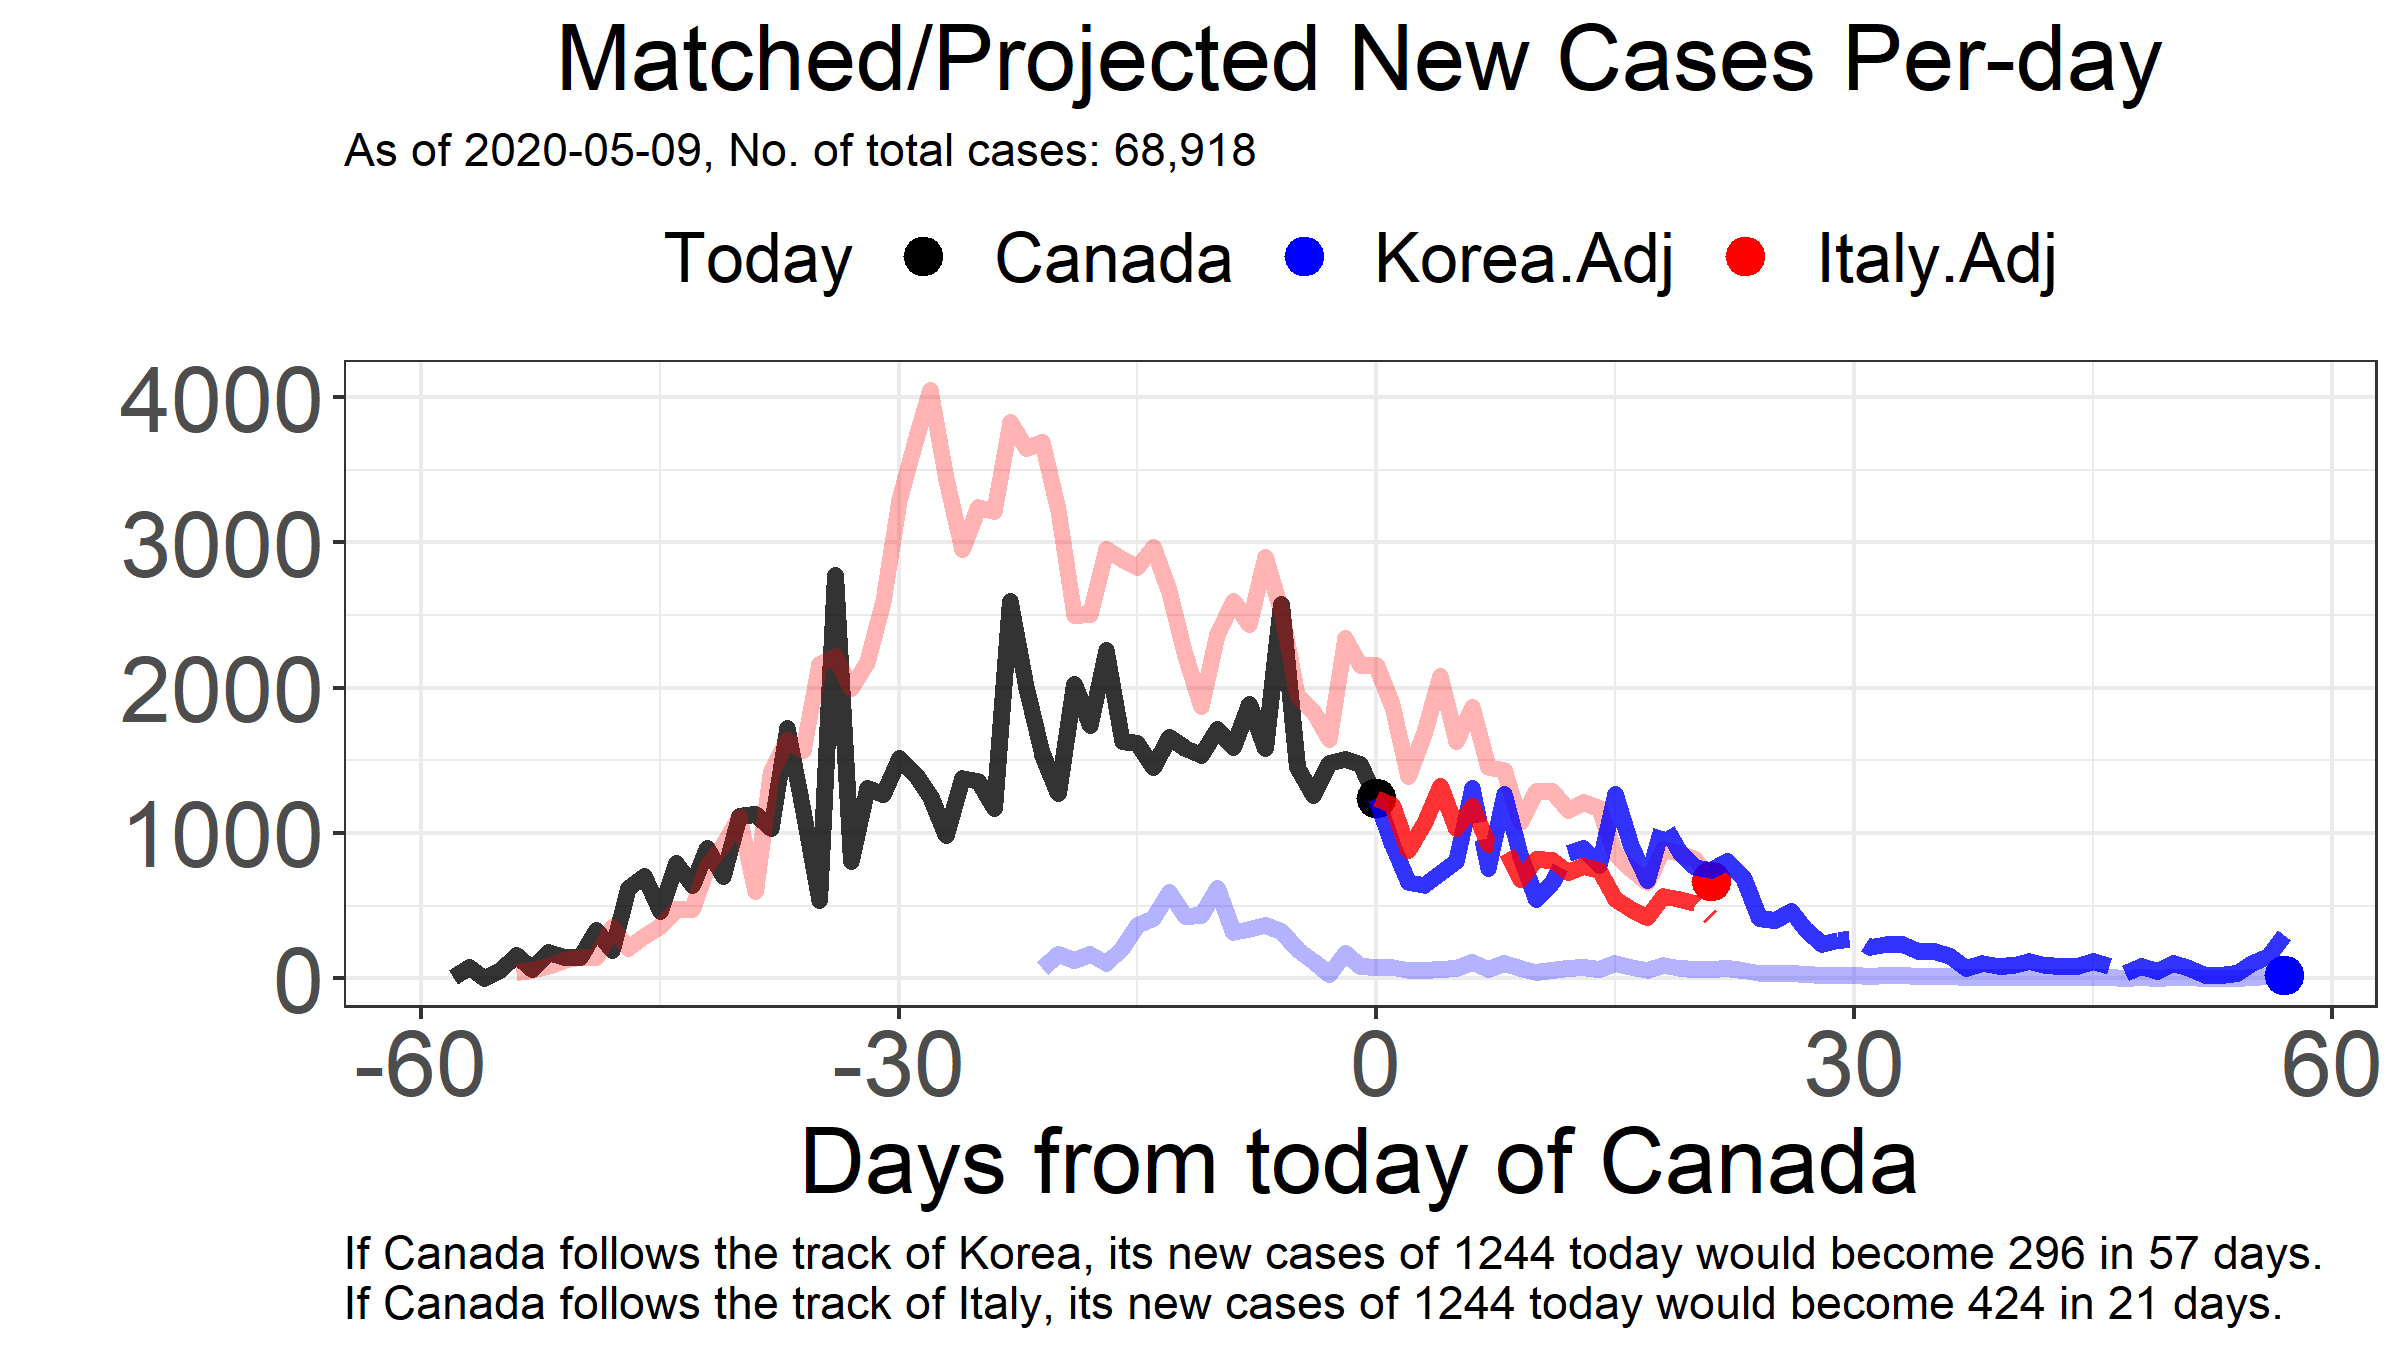 Matched/Projected New Cases Per-day
As of 2020-05-09, No. of total cases: 68,918
Today Canada Korea.Adj Italy.Adj
4000
3000
2000
1000
0
-60 -30 0 30 60
Days from today of Canada
If Canada follows the track of Korea, its new cases of 1244 today would become 296 in 57 days.
If Canada follows the track of Italy, its new cases of 1244 today would become 424 in 21 days.